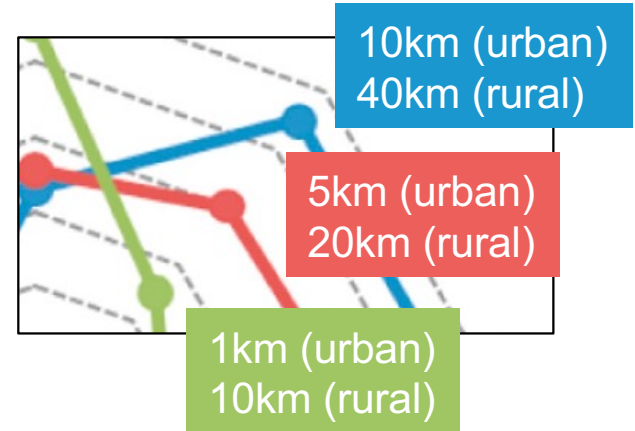 10km (urban)
40km (rural)
5km (urban)
20km (rural)
1km (urban)
10km (rural)